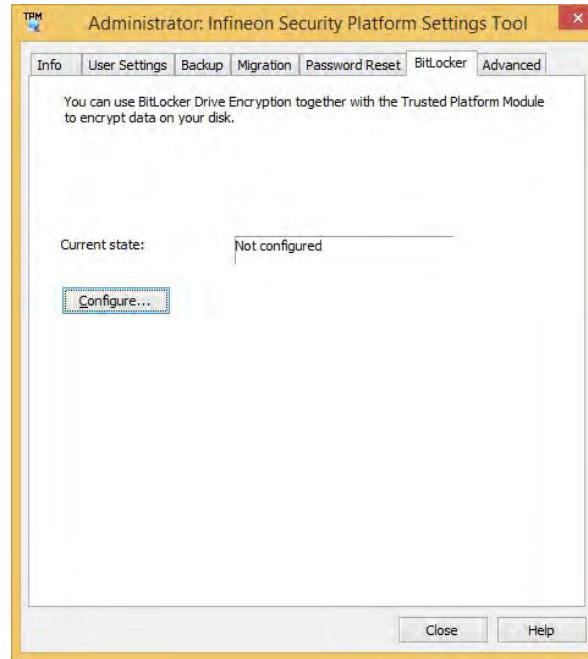 TPM
Administrator: Infineon Security Platform Settings Tool
Info User Settings Backup Migration Password Reset BitLocker Advanced
You can use BitLocker Drive Encryption together with the Trusted Platform Module
to encrypt data on your disk.
Current state: Not configured
Configure...
Close Help